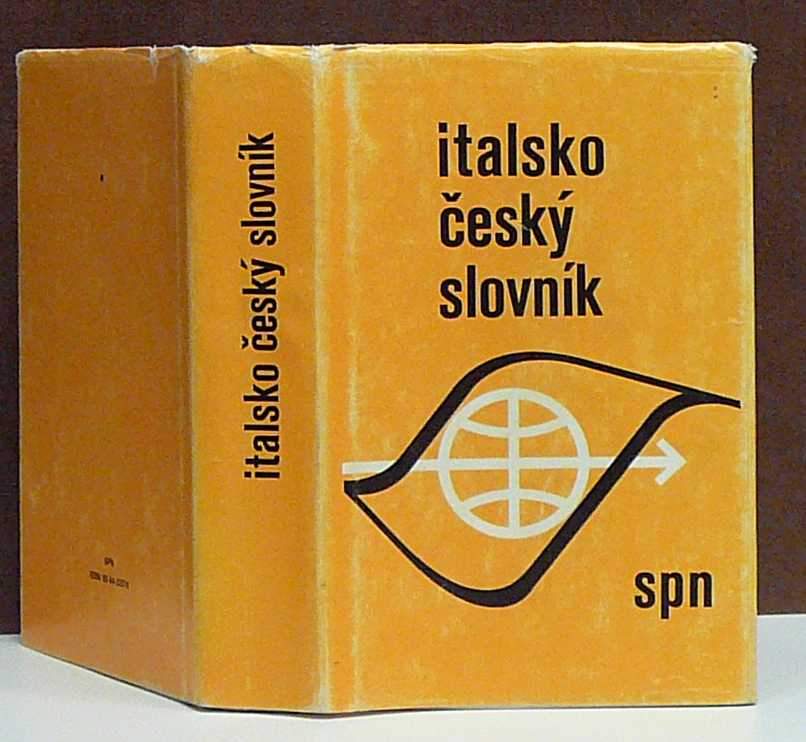 italsko
český
slovník
spn
italsko český slovník